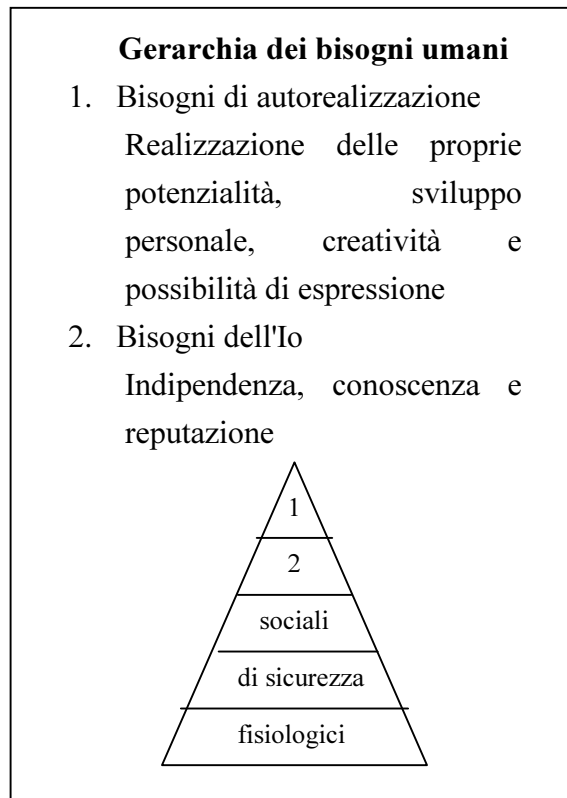 Gerarchia dei bisogni umani
1. Bisogni di autorealizzazione
Realizzazione delle proprie
potenzialità, sviluppo
personale, creatività e
possibilità di espressione
2. Bisogni dell'Io
Indipendenza, conoscenza e
reputazione
1
2
sociali
di sicurezza
fisiologici